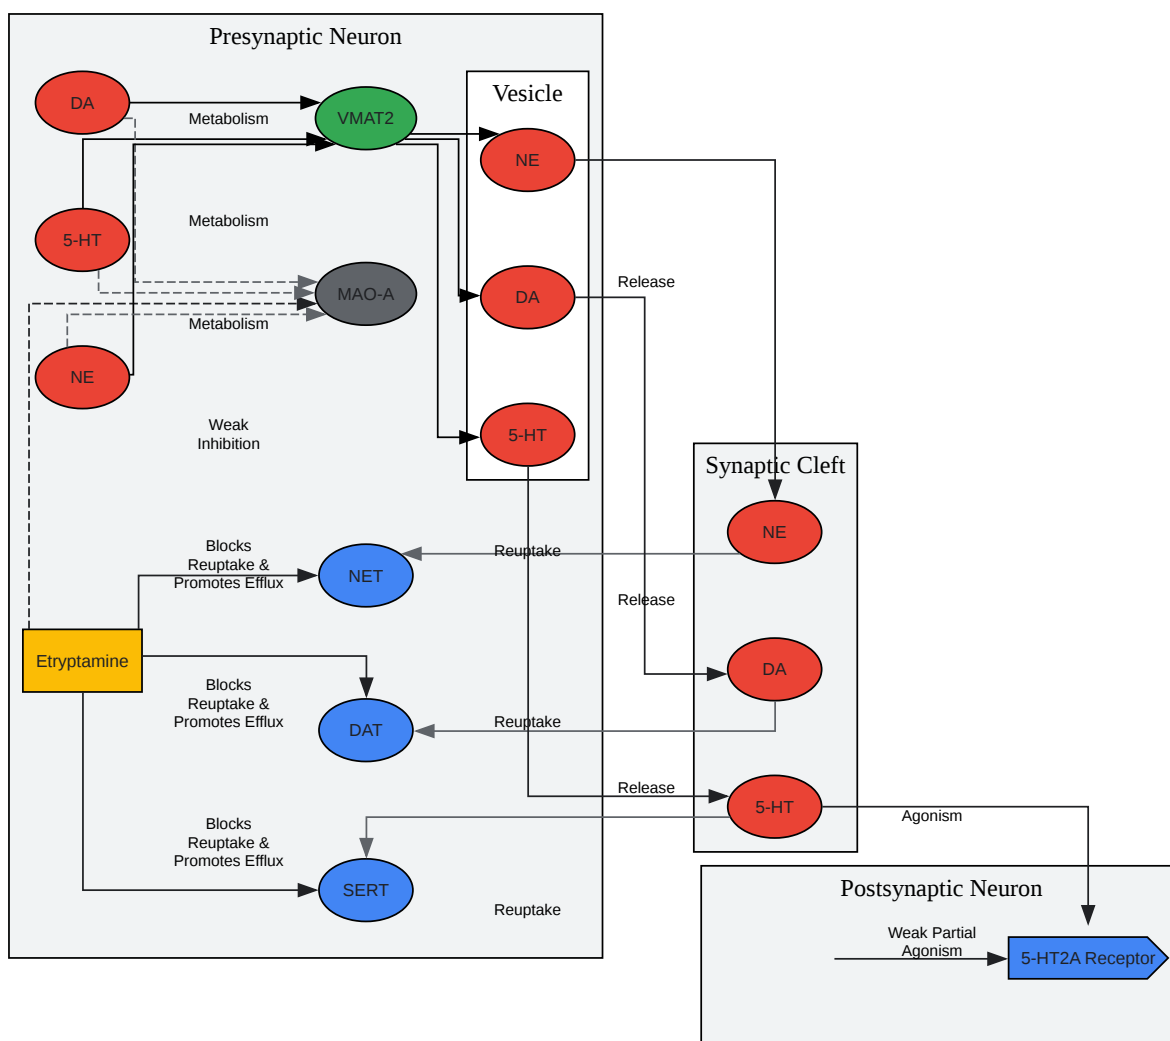 Presynaptic Neuron
Vesicle
DA
VMAT2
Metabolism
NE
5-HT
Metabolism
MAO-A
DA
Release
Metabolism
NE
Weak
Inhibition
5-HT
Synaptic Cleft
NE
Blocks
Reuptake &
Promotes Efflux
NET
Reuptake
Release
Etryptamine
DA
Blocks
Reuptake &
Promotes Efflux
DAT
Reuptake
Release
5-HT
Agonism
Blocks
Reuptake &
Promotes Efflux
SERT
Reuptake
Postsynaptic Neuron
Weak Partial
Agonism
5-HT2A Receptor